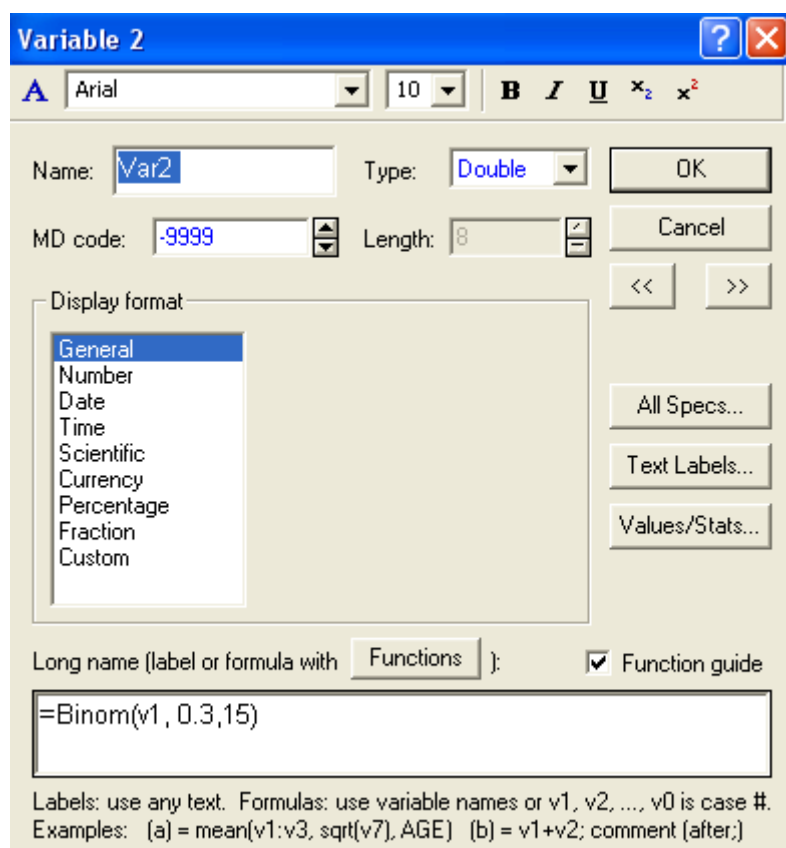 Variable 2
A Arial 10 B I U x₂ x²
Name: Var2 Type: Double OK
MD code: -9999 Length: 8 Cancel
<< >>
Display format
General
Number
Date
Time
Scientific
Currency
Percentage
Fraction
Custom
All Specs...
Text Labels...
Values/Stats...
Long name (label or formula with Functions ): Function guide
=Binom(v1, 0.3,15)
Labels: use any text. Formulas: use variable names or v1, v2, ..., v0 is case #.
Examples: (a) = mean(v1:v3, sqrt(v7), AGE) (b) = v1+v2; comment (after;)